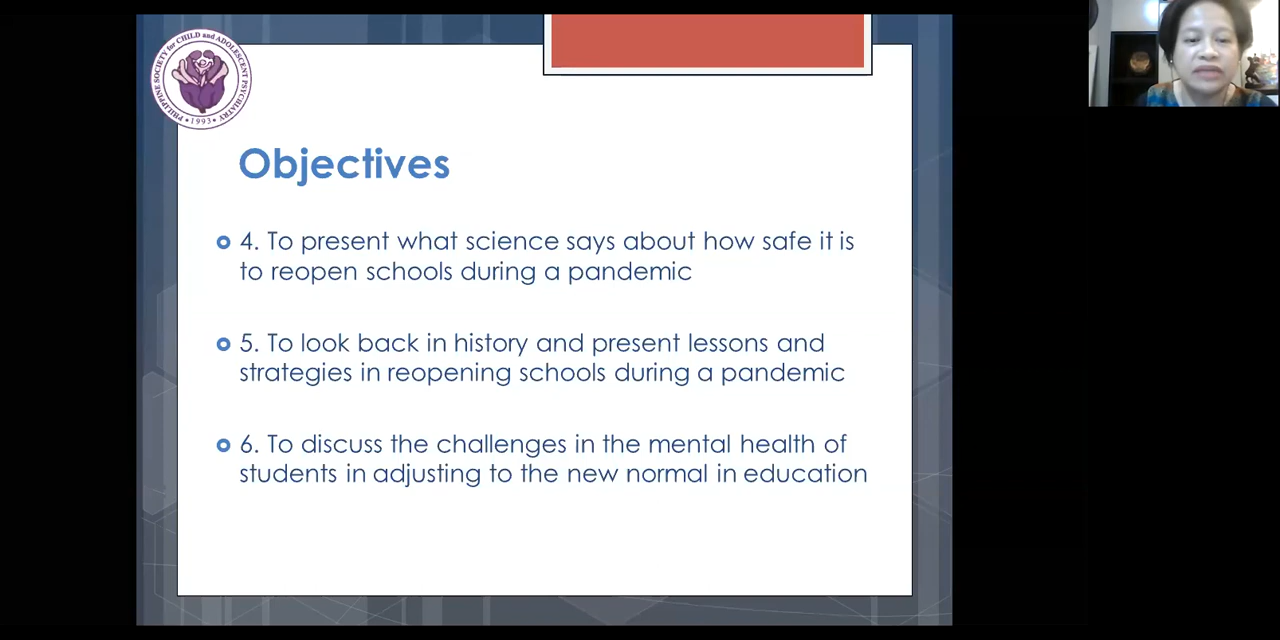 PHILIPPINE SOCIETY for CHILD and ADOLESCENT PSYCHIATRY
• 1993 •
Objectives
4. To present what science says about how safe it is
to reopen schools during a pandemic
5. To look back in history and present lessons and
strategies in reopening schools during a pandemic
6. To discuss the challenges in the mental health of
students in adjusting to the new normal in education